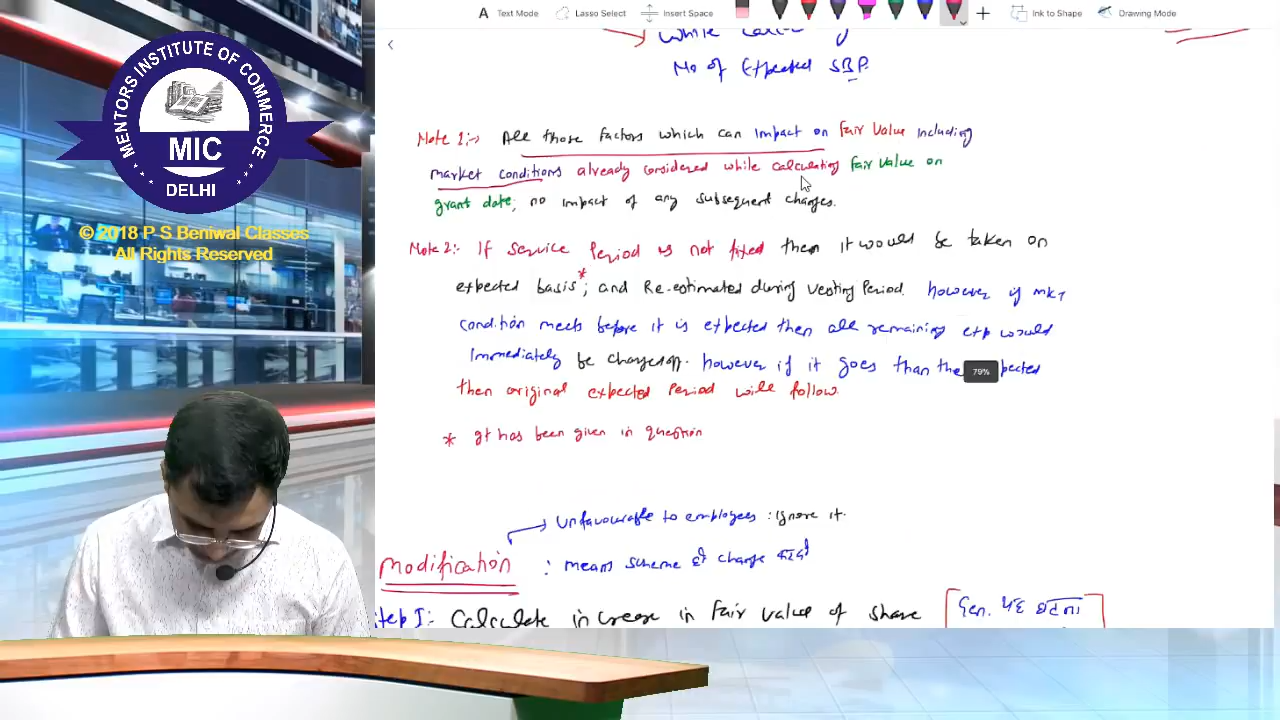 Text Mode Lasso Select Insert Space Ink to Shape Drawing Mode
While
No of Expected SBP
MENTORS INSTITUTE OF COMMERCE
MIC
DELHI
© 2018 P S Beniwal Classes
All Rights Reserved
Note 1:→ All those factors which can impact on Fair Value including
market conditions already considered while calculating fair value on
grant date; no impact of any subsequent changes.
Note 2:- If service Period is not fixed then it would be taken on
expected basis*; and Re-estimated during Vesting Period. however if mkt
condition meets before it is expected then all remaining exp would
immediately be charged off. however if it goes than the pected
79%
then original expected Period will follow
* It has been given in question
Unfavourable to employees : ignore it.
modification : means scheme में change करना
Step I: Calculate increase in fair value of share [Gen. यह